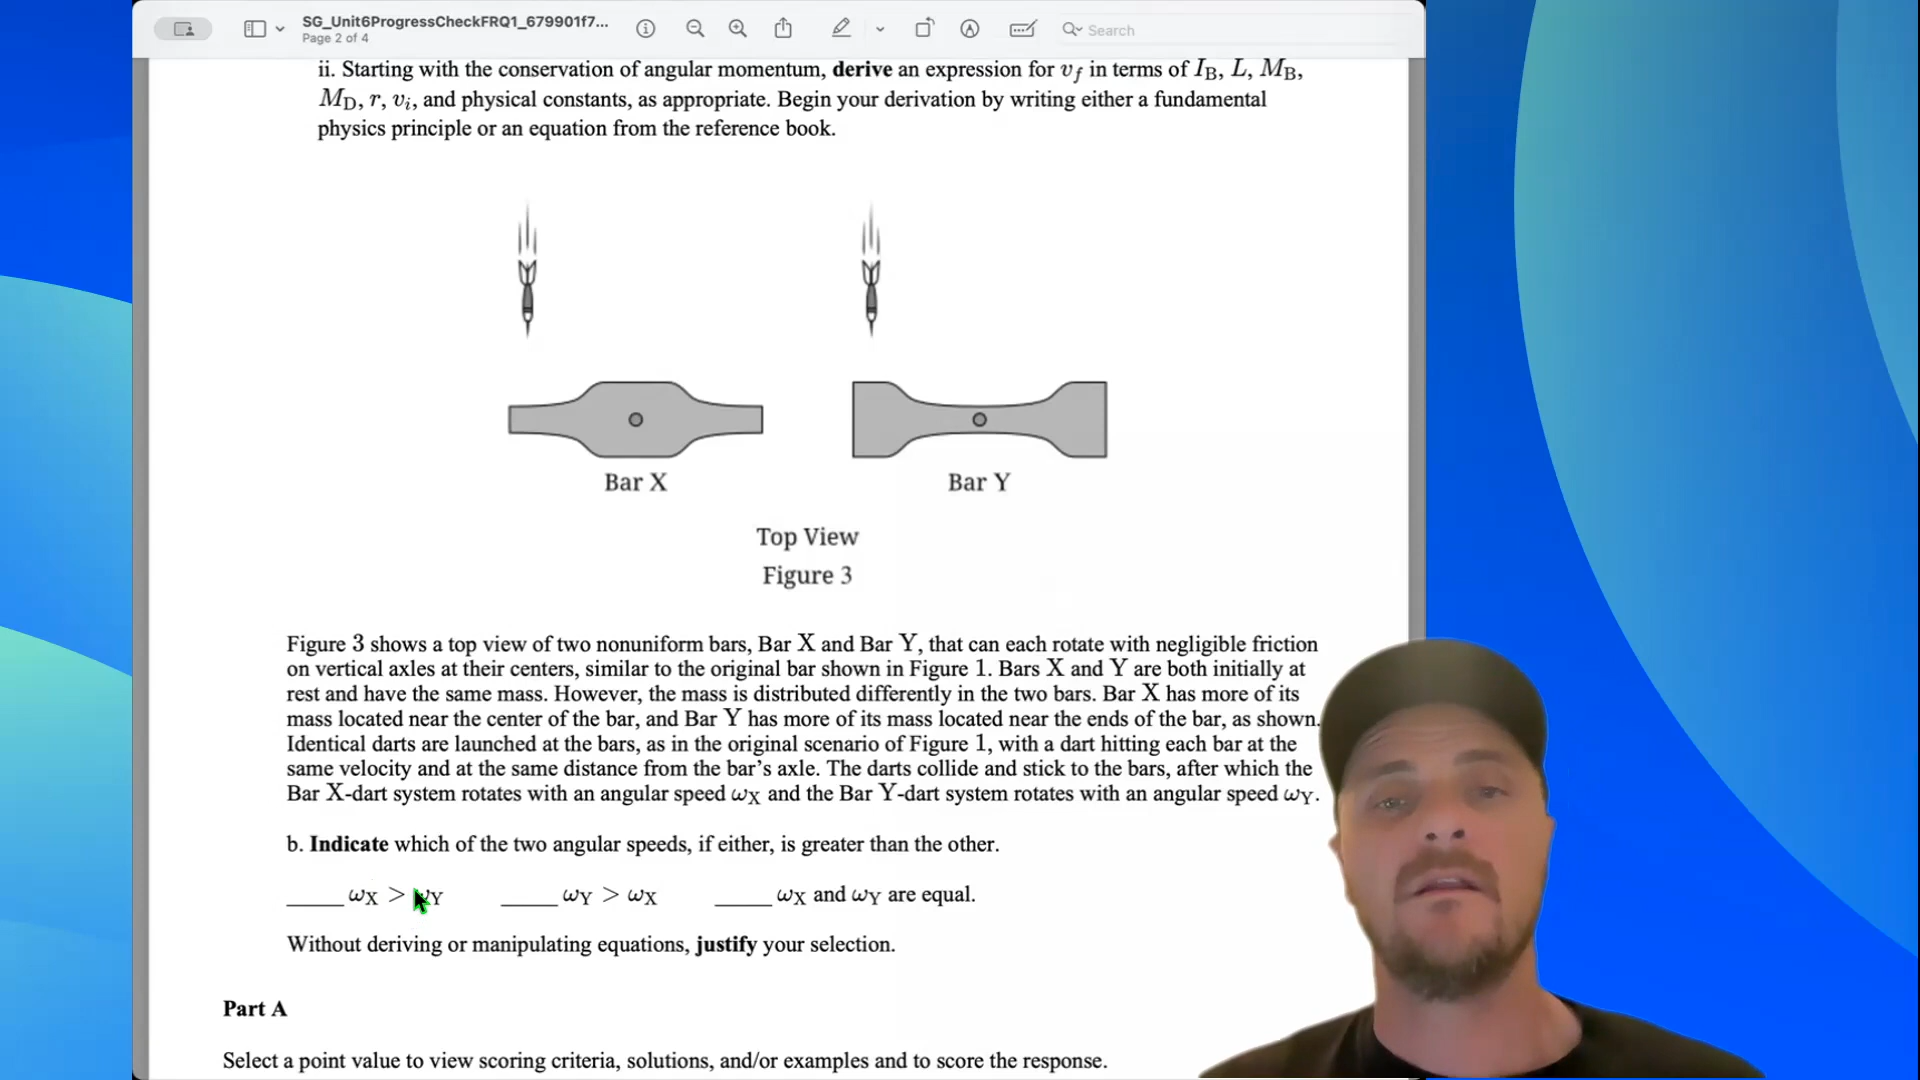 SG_Unit6ProgressCheckFRQ1_679901f7...
Page 2 of 4
Search
ii. Starting with the conservation of angular momentum, derive an expression for v_f in terms of I_B, L, M_B,
M_D, r, v_i, and physical constants, as appropriate. Begin your derivation by writing either a fundamental
physics principle or an equation from the reference book.
Bar X
Bar Y
Top View
Figure 3
Figure 3 shows a top view of two nonuniform bars, Bar X and Bar Y, that can each rotate with negligible friction
on vertical axles at their centers, similar to the original bar shown in Figure 1. Bars X and Y are both initially at
rest and have the same mass. However, the mass is distributed differently in the two bars. Bar X has more of its
mass located near the center of the bar, and Bar Y has more of its mass located near the ends of the bar, as shown.
Identical darts are launched at the bars, as in the original scenario of Figure 1, with a dart hitting each bar at the
same velocity and at the same distance from the bar's axle. The darts collide and stick to the bars, after which the
Bar X-dart system rotates with an angular speed ω_X and the Bar Y-dart system rotates with an angular speed ω_Y.
b. Indicate which of the two angular speeds, if either, is greater than the other.
_____ ω_X > ω_Y _____ ω_Y > ω_X _____ ω_X and ω_Y are equal.
Without deriving or manipulating equations, justify your selection.
Part A
Select a point value to view scoring criteria, solutions, and/or examples and to score the response.